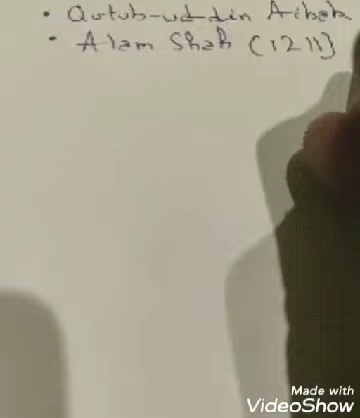 • Qutub-ud-din Aibak
• Alam Shah (1211)
Made with
VideoShow